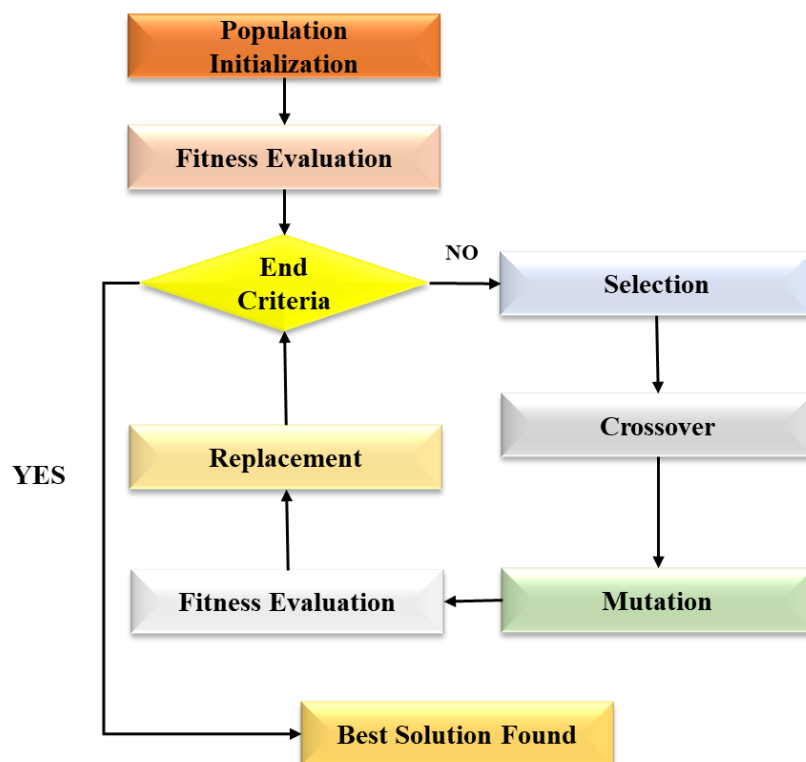 Population
Initialization
Fitness Evaluation
End
Criteria
NO
Selection
Crossover
Replacement
YES
Fitness Evaluation
Mutation
Best Solution Found